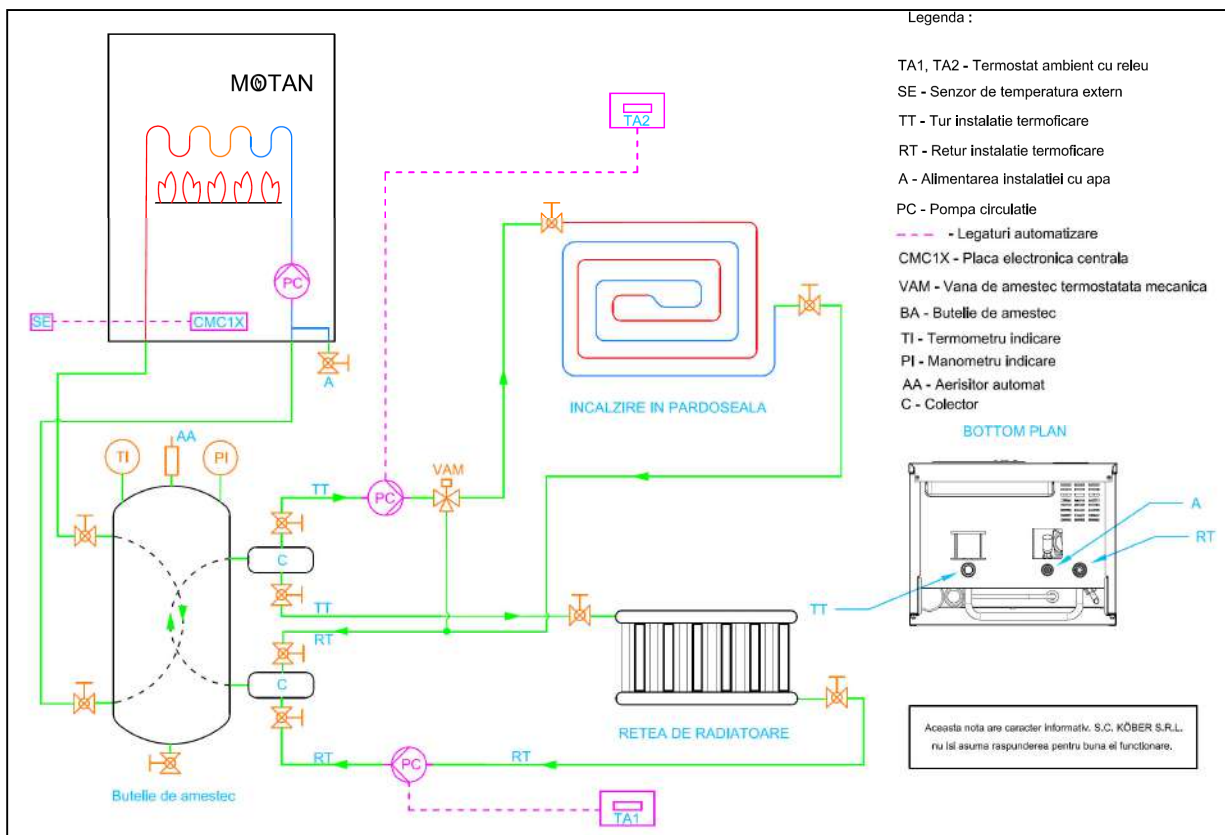 Legenda :
MOTAN
TA1, TA2 - Termostat ambient cu releu
SE - Senzor de temperatura extern
TT - Tur instalatie termoficare
RT - Retur instalatie termoficare
A - Alimentarea instalatiei cu apa
PC - Pompa circulatie
- Legaturi automatizare
CMC1X - Placa electronica centrala
VAM - Vana de amestec termostatata mecanica
BA - Butelie de amestec
TI - Termometru indicare
PI - Manometru indicare
AA - Aerisitor automat
C - Colector
TA2
PC
SE
CMC1X
A
INCALZIRE IN PARDOSEALA
BOTTOM PLAN
AA
TI
PI
VAM
TT
PC
A
RT
C
TT
TT
RT
C
RETEA DE RADIATOARE
RT
PC
RT
Butelie de amestec
TA1
Aceasta nota are caracter informativ. S.C. KÖBER S.R.L.
nu isi asuma raspunderea pentru buna ei functionare.